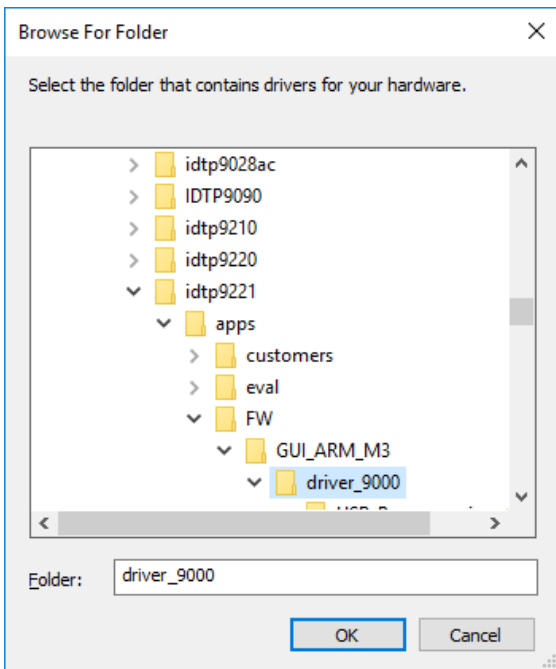 Browse For Folder
Select the folder that contains drivers for your hardware.
idtp9028ac
IDTP9090
idtp9210
idtp9220
idtp9221
apps
customers
eval
FW
GUI_ARM_M3
driver_9000
Folder: driver_9000
OK Cancel